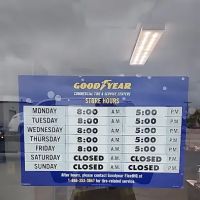 GOODYEAR
COMMERCIAL TIRE & SERVICE CENTERS
STORE HOURS
MONDAY 8:00 A.M. 5:00 P.M.
TUESDAY 8:00 A.M. 5:00 P.M.
WEDNESDAY 8:00 A.M. 5:00 P.M.
THURSDAY 8:00 A.M. 5:00 P.M.
FRIDAY 8:00 A.M. 5:00 P.M.
SATURDAY CLOSED A.M. CLOSED P.M.
SUNDAY CLOSED A.M. CLOSED P.M.
After hours, please contact Goodyear FleetHQ at
for tire-related service.